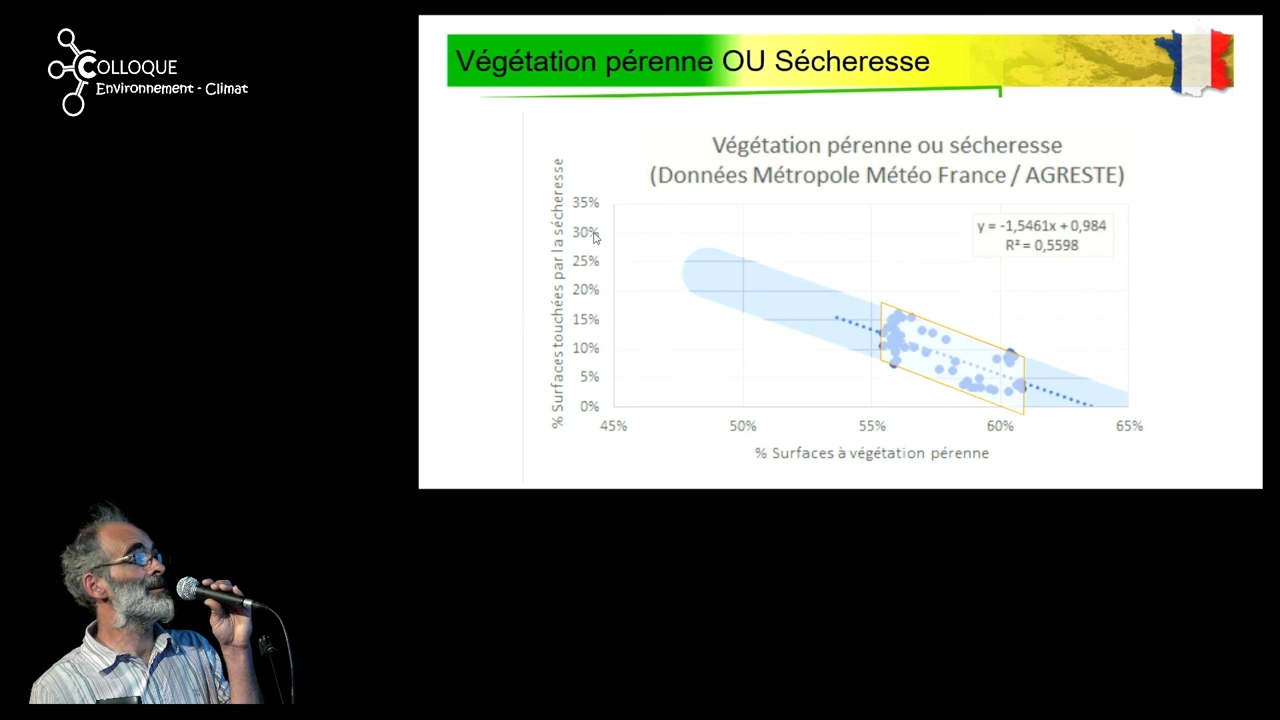 COLLOQUE
Environnement - Climat
Végétation pérenne OU Sécheresse
Végétation pérenne ou sécheresse
(Données Métropole Météo France / AGRESTE)
% Surfaces touchées par la sécheresse
35%
30%
25%
20%
15%
10%
5%
0%
y = -1,5461x + 0,984
R² = 0,5598
45%
50%
55%
60%
65%
% Surfaces à végétation pérenne